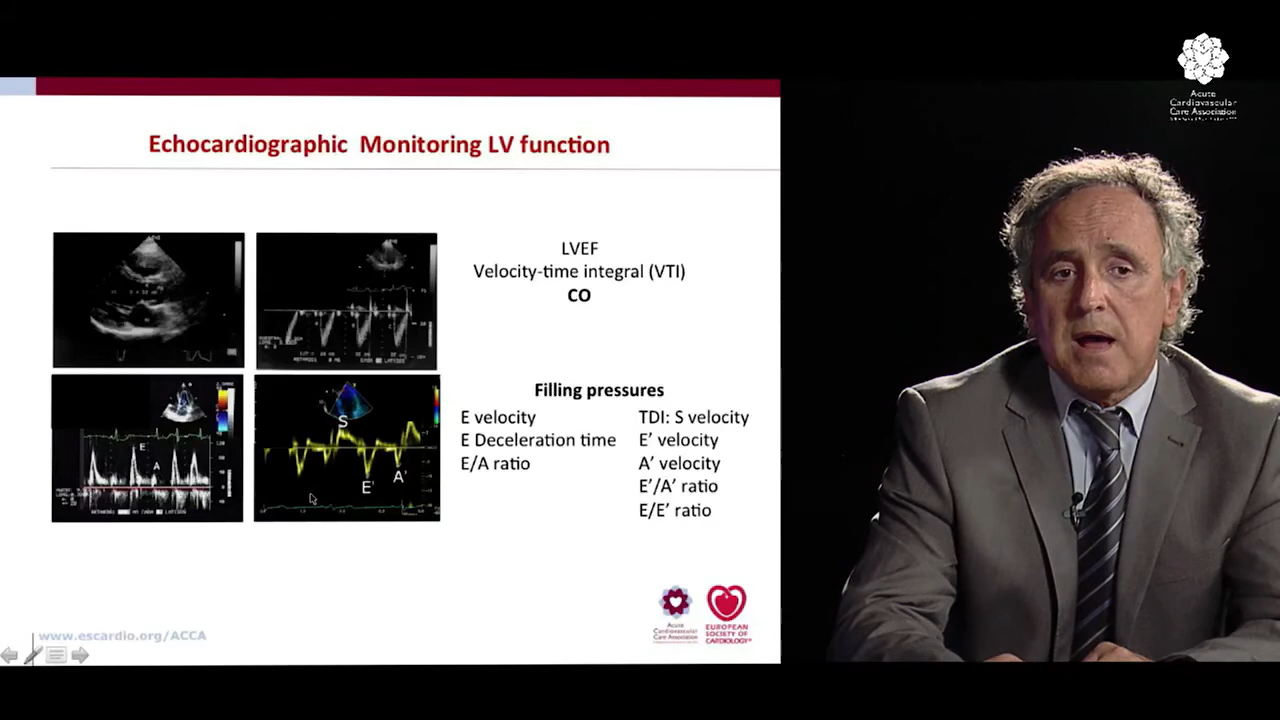 Acute
Cardiovascular
Care Association
Echocardiographic Monitoring LV function
LVEF
Velocity-time integral (VTI)
CO
Filling pressures
E velocity
E Deceleration time
E/A ratio
TDI: S velocity
E' velocity
A' velocity
E'/A' ratio
E/E' ratio
E
A
S
E'
A'
www.escardio.org/ACCA
Acute
Cardiovascular
Care Association
EUROPEAN
SOCIETY OF
CARDIOLOGY®